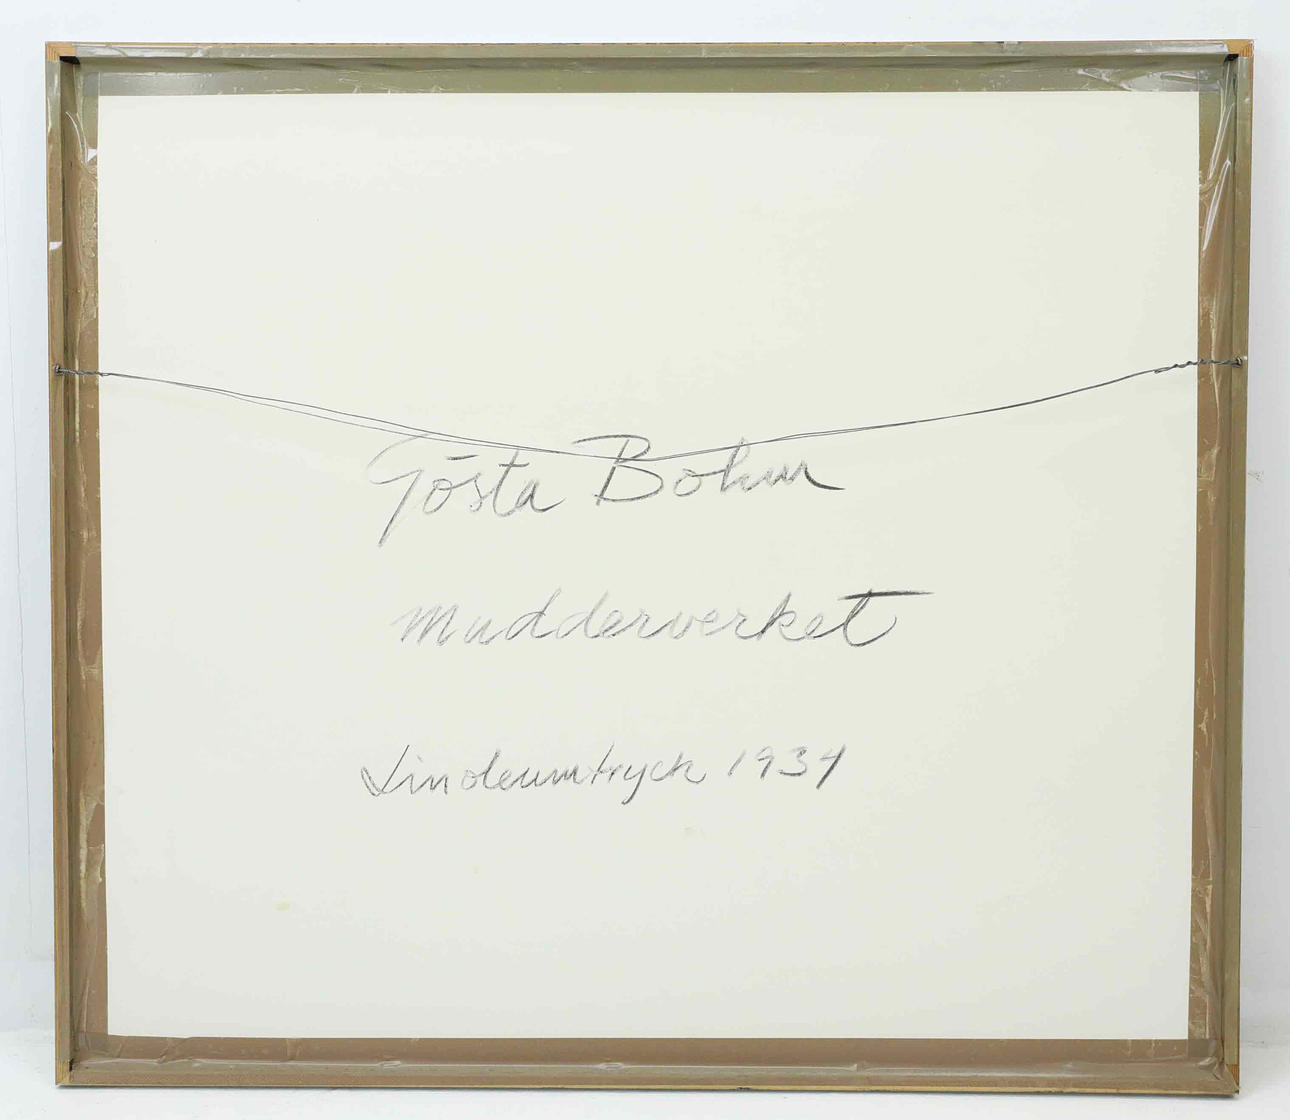 Gösta Bohm
Mudderverket
Linoleumtryck 1934